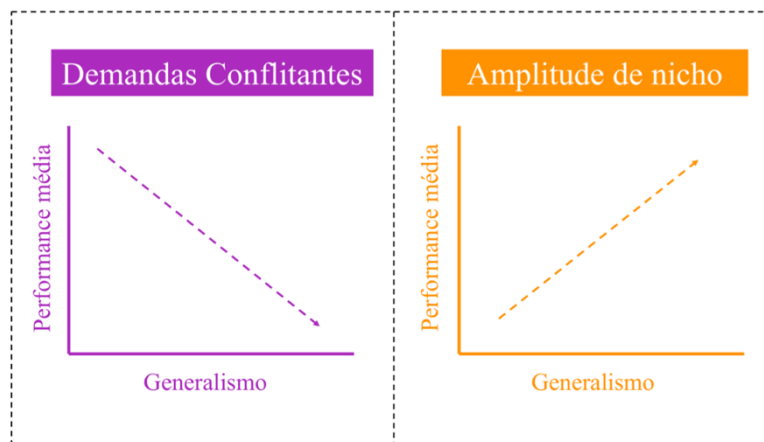 Demandas Conflitantes
Performance média
Generalismo
Amplitude de nicho
Performance média
Generalismo